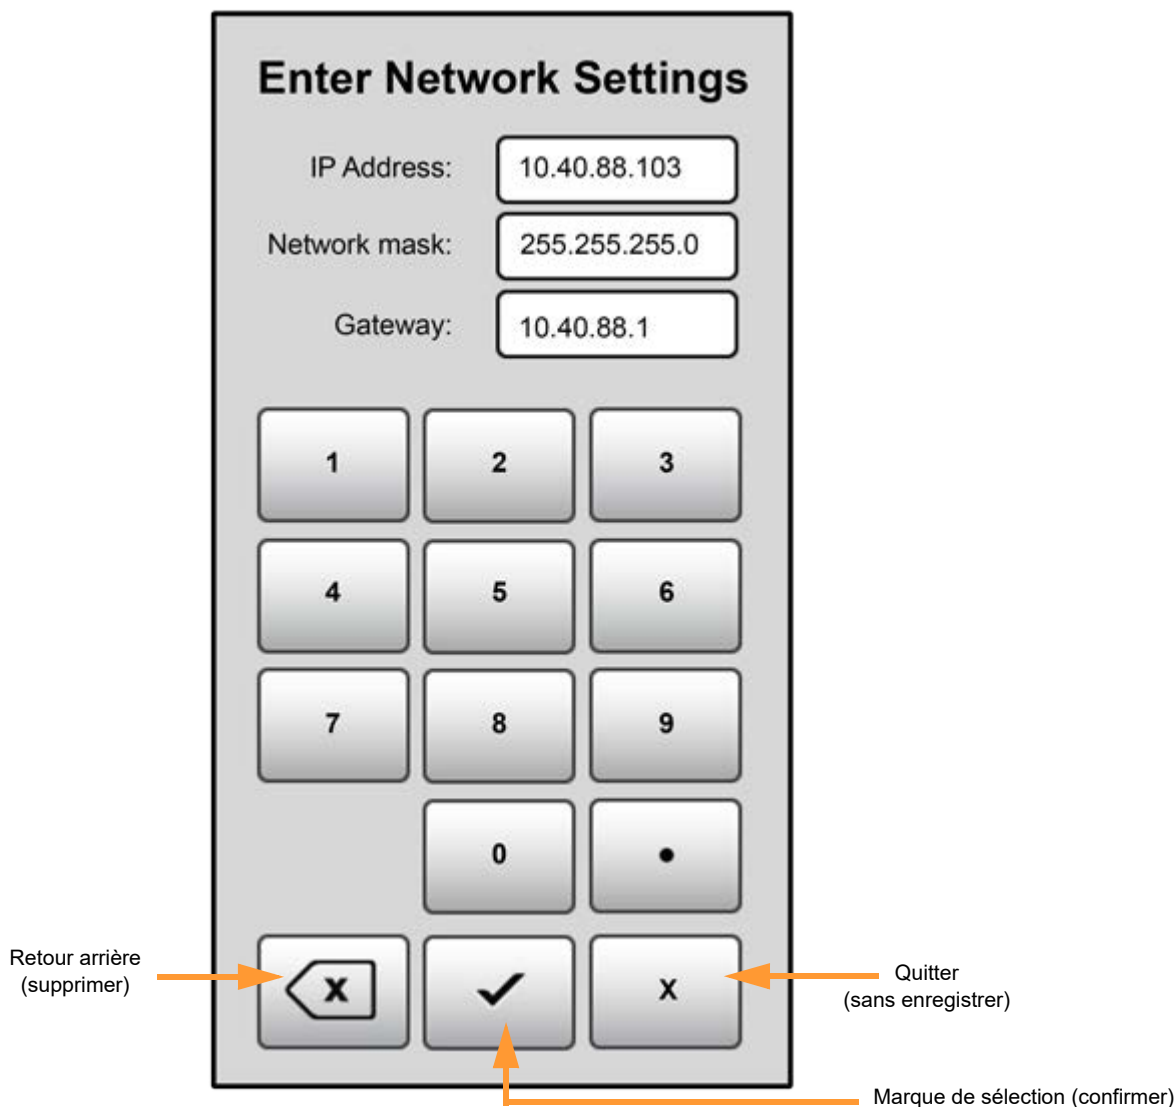 Enter Network Settings
IP Address: 10.40.88.103
Network mask: 255.255.255.0
Gateway: 10.40.88.1
1 2 3
4 5 6
7 8 9
0 •
Retour arrière
(supprimer)
x
✓
X
Quitter
(sans enregistrer)
Marque de sélection (confirmer)